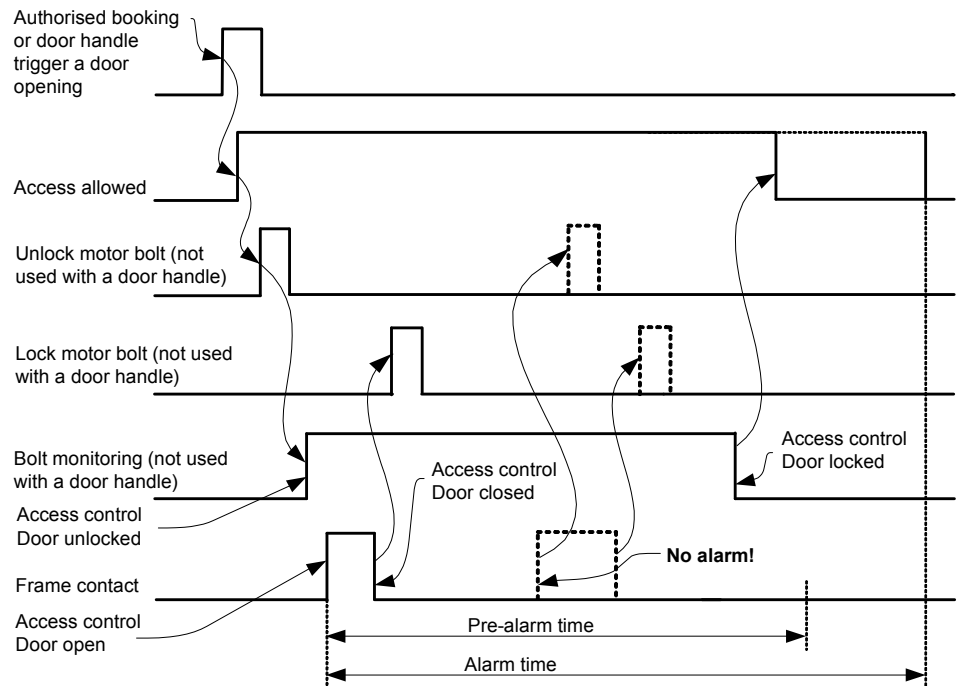 Authorised booking
or door handle
trigger a door
opening
Access allowed
Unlock motor bolt (not
used with a door handle)
Lock motor bolt (not used
with a door handle)
Bolt monitoring (not used
with a door handle)
Access control
Door locked
Access control
Door closed
Access control
Door unlocked
No alarm!
Frame contact
Access control
Door open
Pre-alarm time
Alarm time